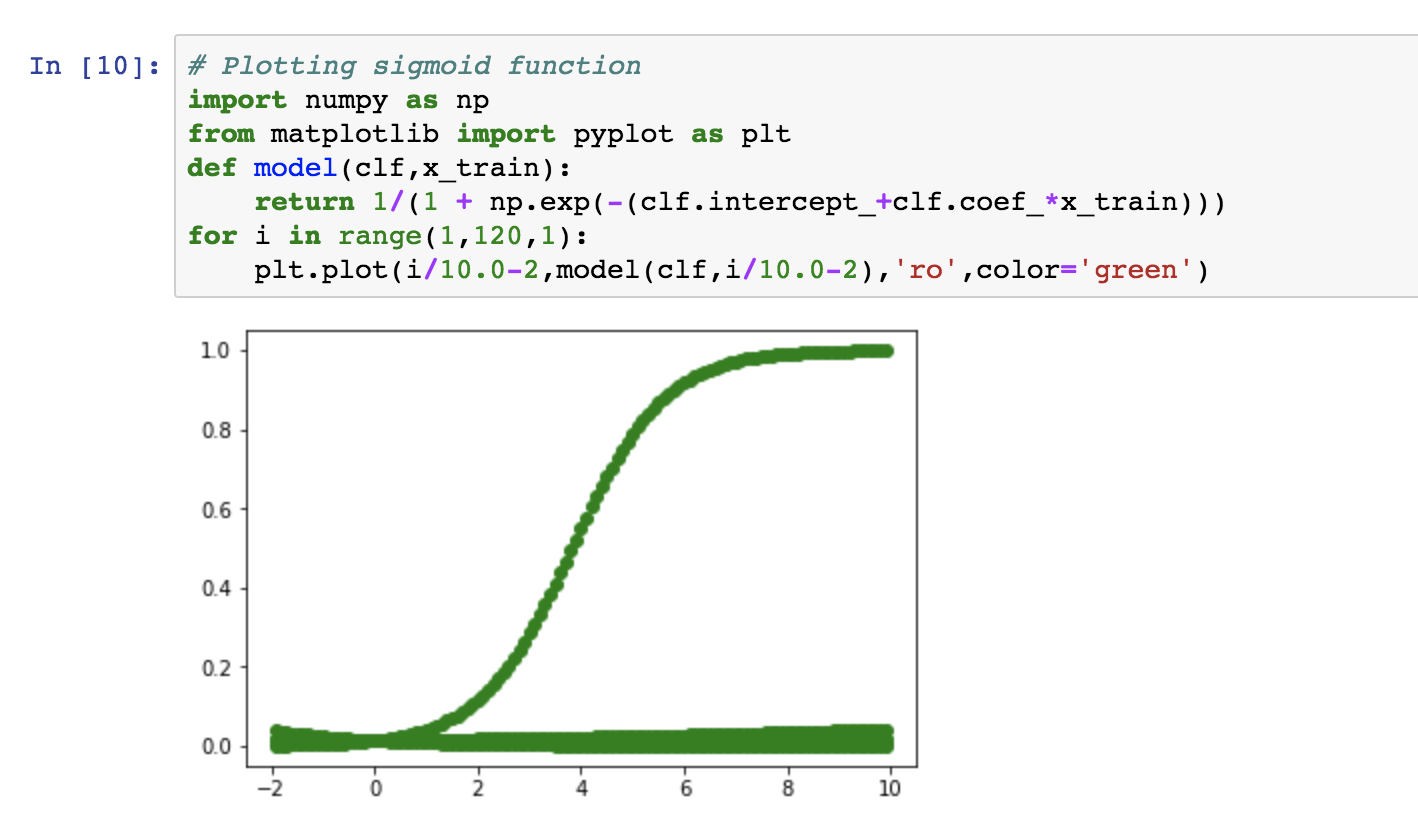 In [10]:
# Plotting sigmoid function
import numpy as np
from matplotlib import pyplot as plt
def model(clf,x_train):
    return 1/(1 + np.exp(-(clf.intercept_+clf.coef_*x_train)))
for i in range(1,120,1):
    plt.plot(i/10.0-2,model(clf,i/10.0-2),'ro',color='green')
1.0
0.8
0.6
0.4
0.2
0.0
−2 0 2 4 6 8 10